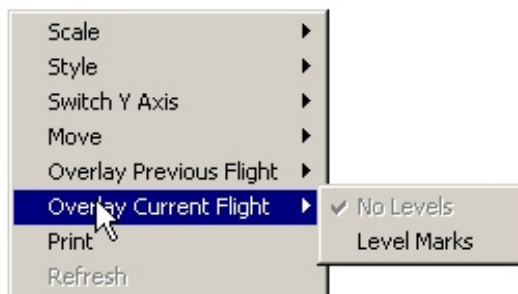 Scale
Style
Switch Y Axis
Move
Overlay Previous Flight
Overlay Current Flight
No Levels
Print
Level Marks
Refresh